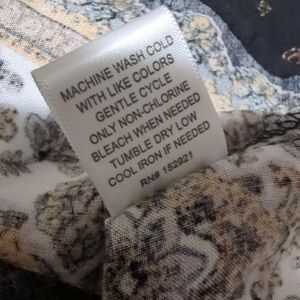 MACHINE WASH COLD
WITH LIKE COLORS
GENTLE CYCLE
ONLY NON-CHLORINE
BLEACH WHEN NEEDED
TUMBLE DRY LOW
COOL IRON IF NEEDED
RN# 152921